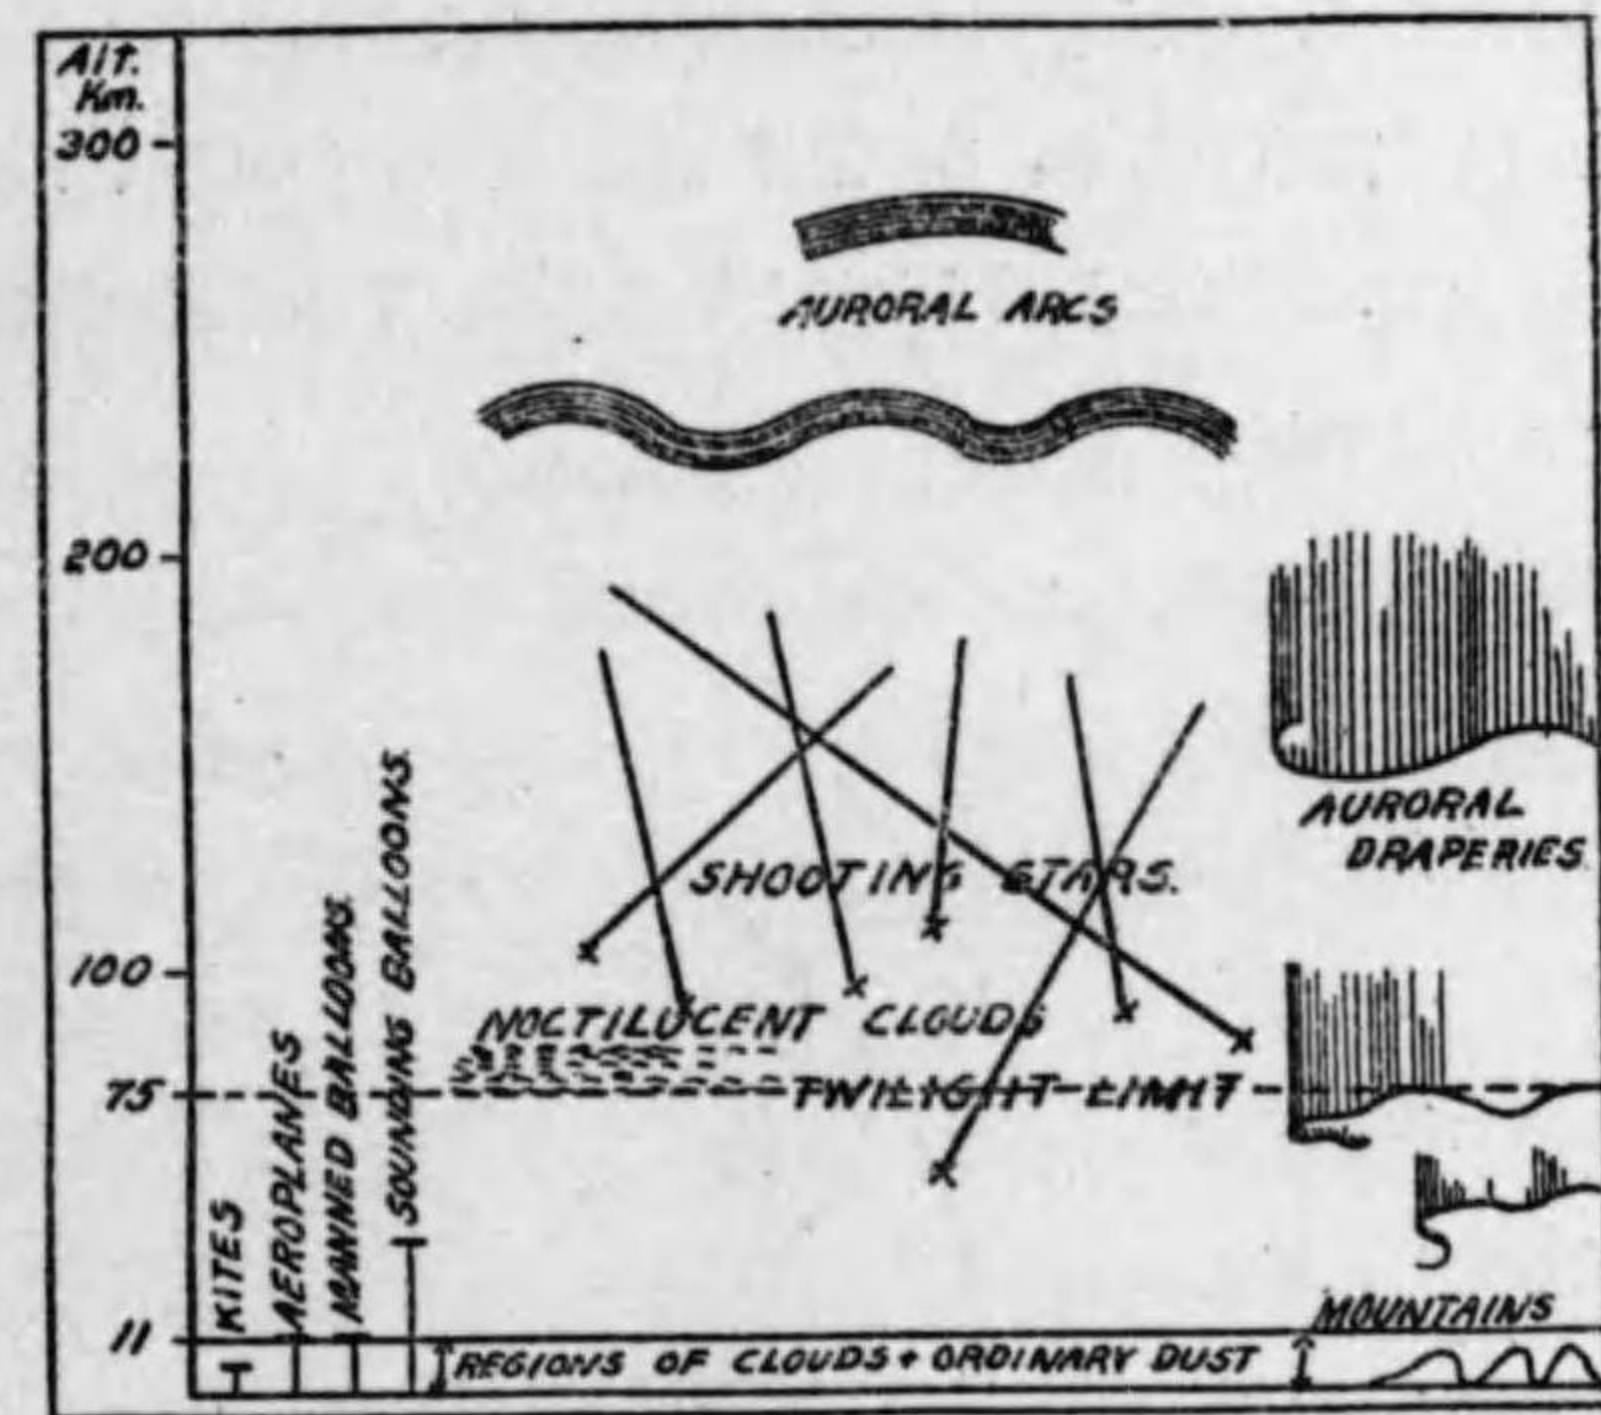 Alt.
Km.
300
AURORAL ARCS
200
AURORAL
DRAPERIES
SHOOTING STARS.
100
NOCTILUCENT CLOUDS
75
TWILIGHT LIMIT
KITES
AEROPLANES
MANNED BALLOONS.
SOUNDING BALLOONS.
MOUNTAINS
11
REGIONS OF CLOUDS + ORDINARY DUST